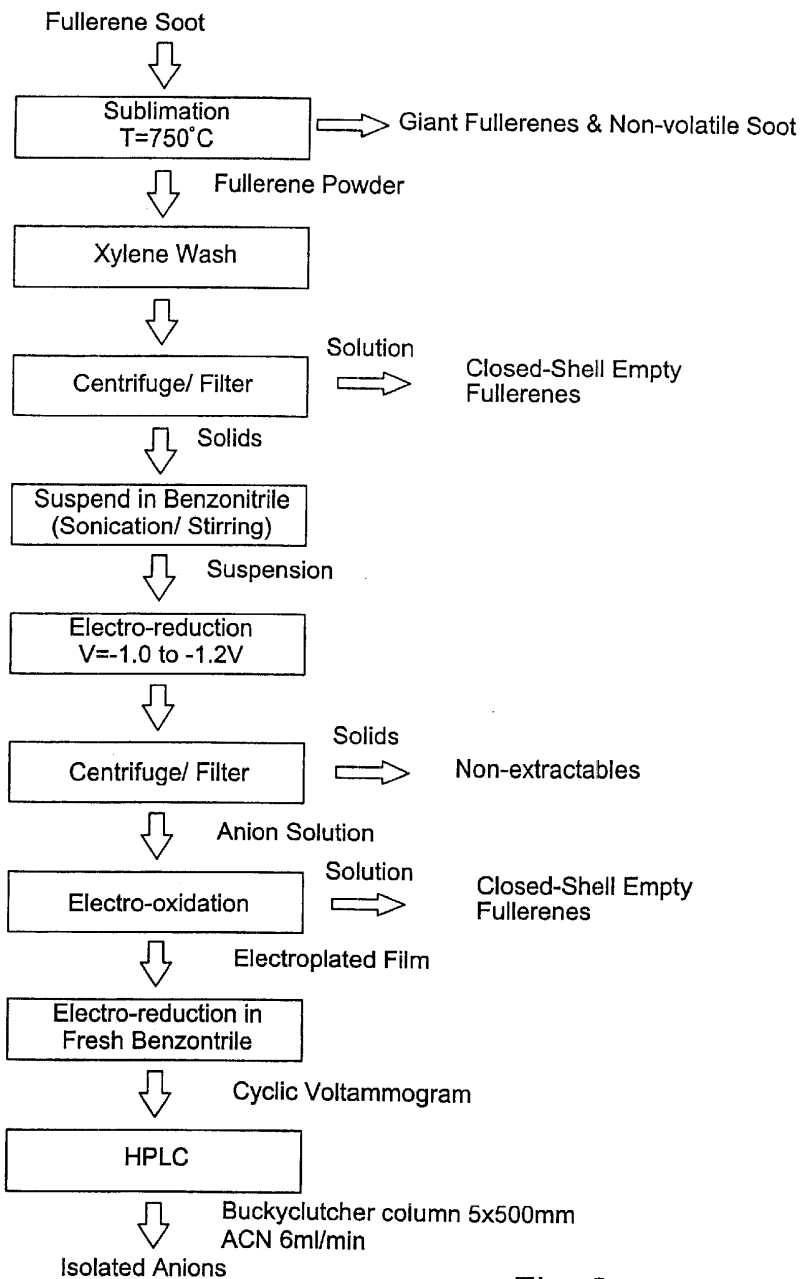 Fullerene Soot
Sublimation
T=750°C
Giant Fullerenes & Non-volatile Soot
Fullerene Powder
Xylene Wash
Centrifuge/ Filter
Solution
Closed-Shell Empty
Fullerenes
Solids
Suspend in Benzonitrile
(Sonication/ Stirring)
Suspension
Electro-reduction
V=-1.0 to -1.2V
Centrifuge/ Filter
Solids
Non-extractables
Anion Solution
Electro-oxidation
Solution
Closed-Shell Empty
Fullerenes
Electroplated Film
Electro-reduction in
Fresh Benzontrile
Cyclic Voltammogram
HPLC
Buckyclutcher column 5x500mm
ACN 6ml/min
Isolated Anions